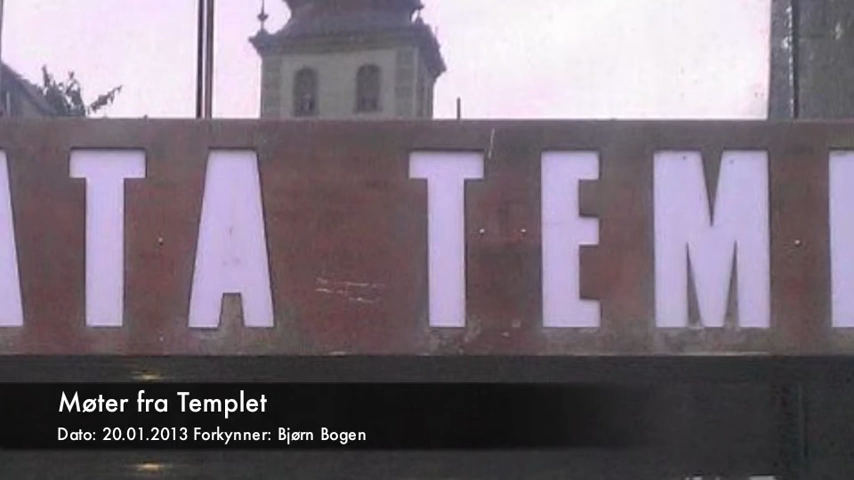 ATA TEM
Møter fra Templet
Dato: 20.01.2013 Forkynner: Bjørn Bogen